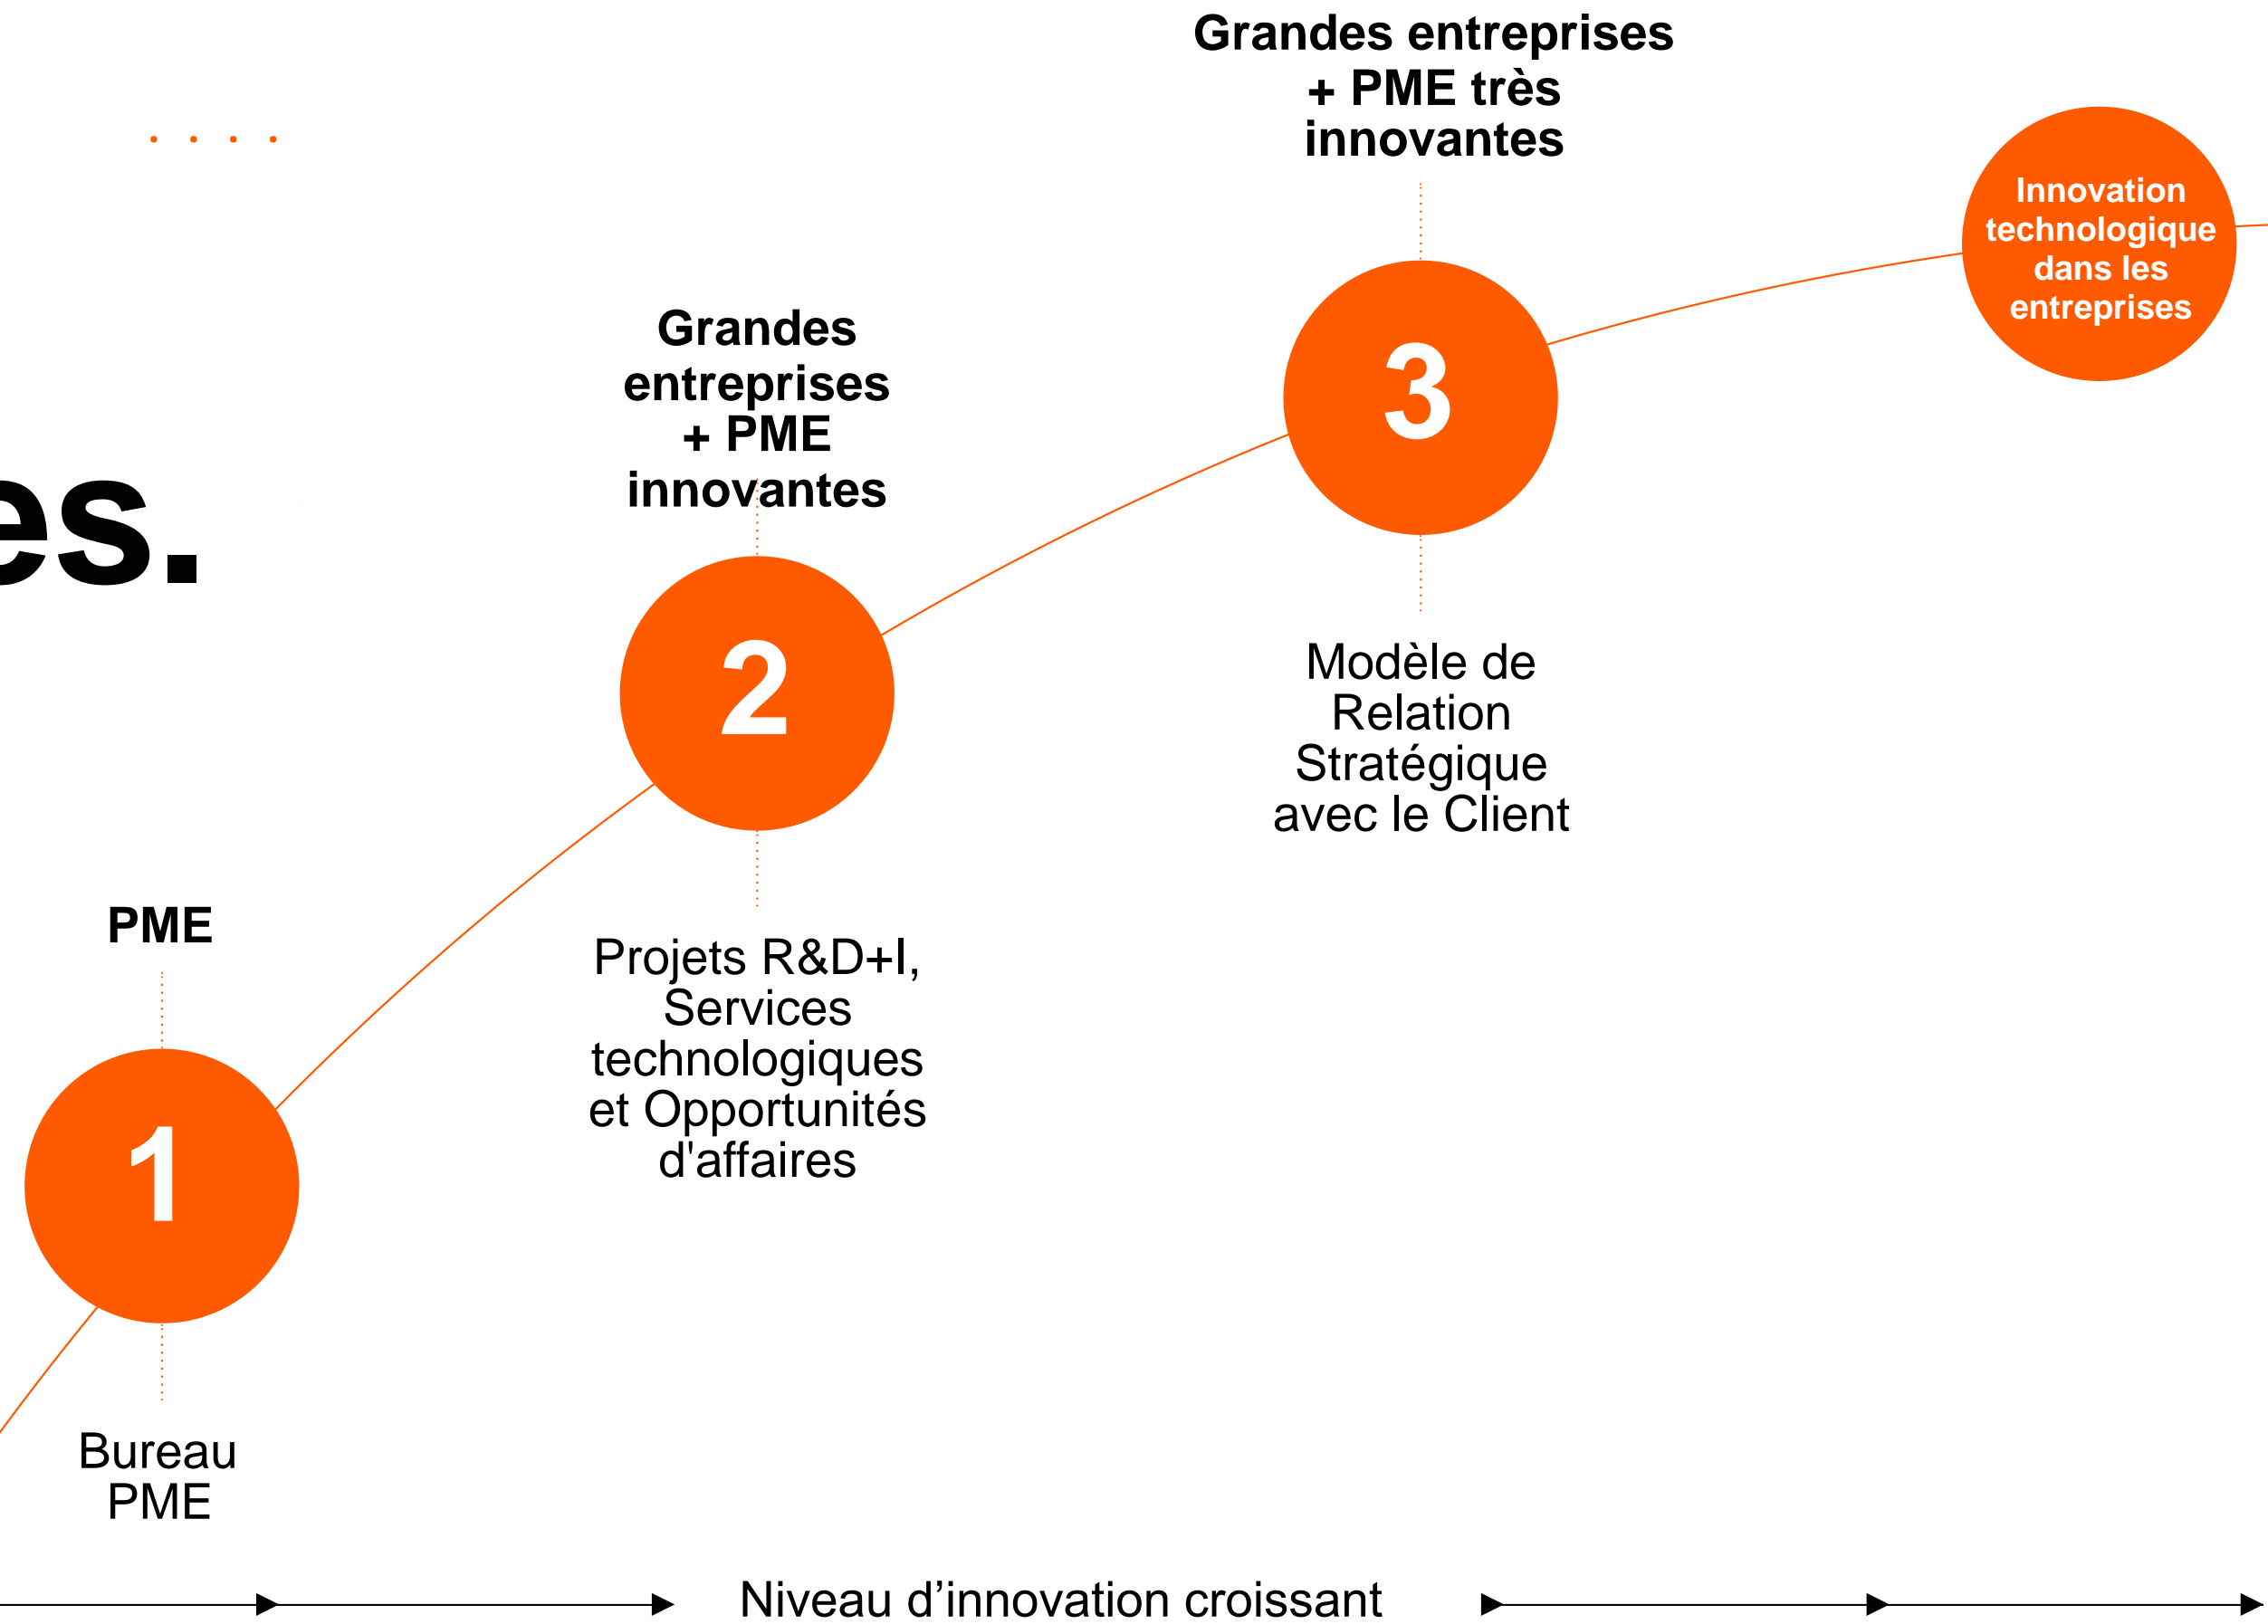 Grandes entreprises
+ PME très
innovantes
Innovation
technologique
dans les
entreprises
3
Grandes
entreprises
+ PME
innovantes
es.
2
Modèle de
Relation
Stratégique
avec le Client
PME
Projets R&D+I,
Services
technologiques
et Opportunités
d'affaires
1
Bureau
PME
Niveau d’innovation croissant